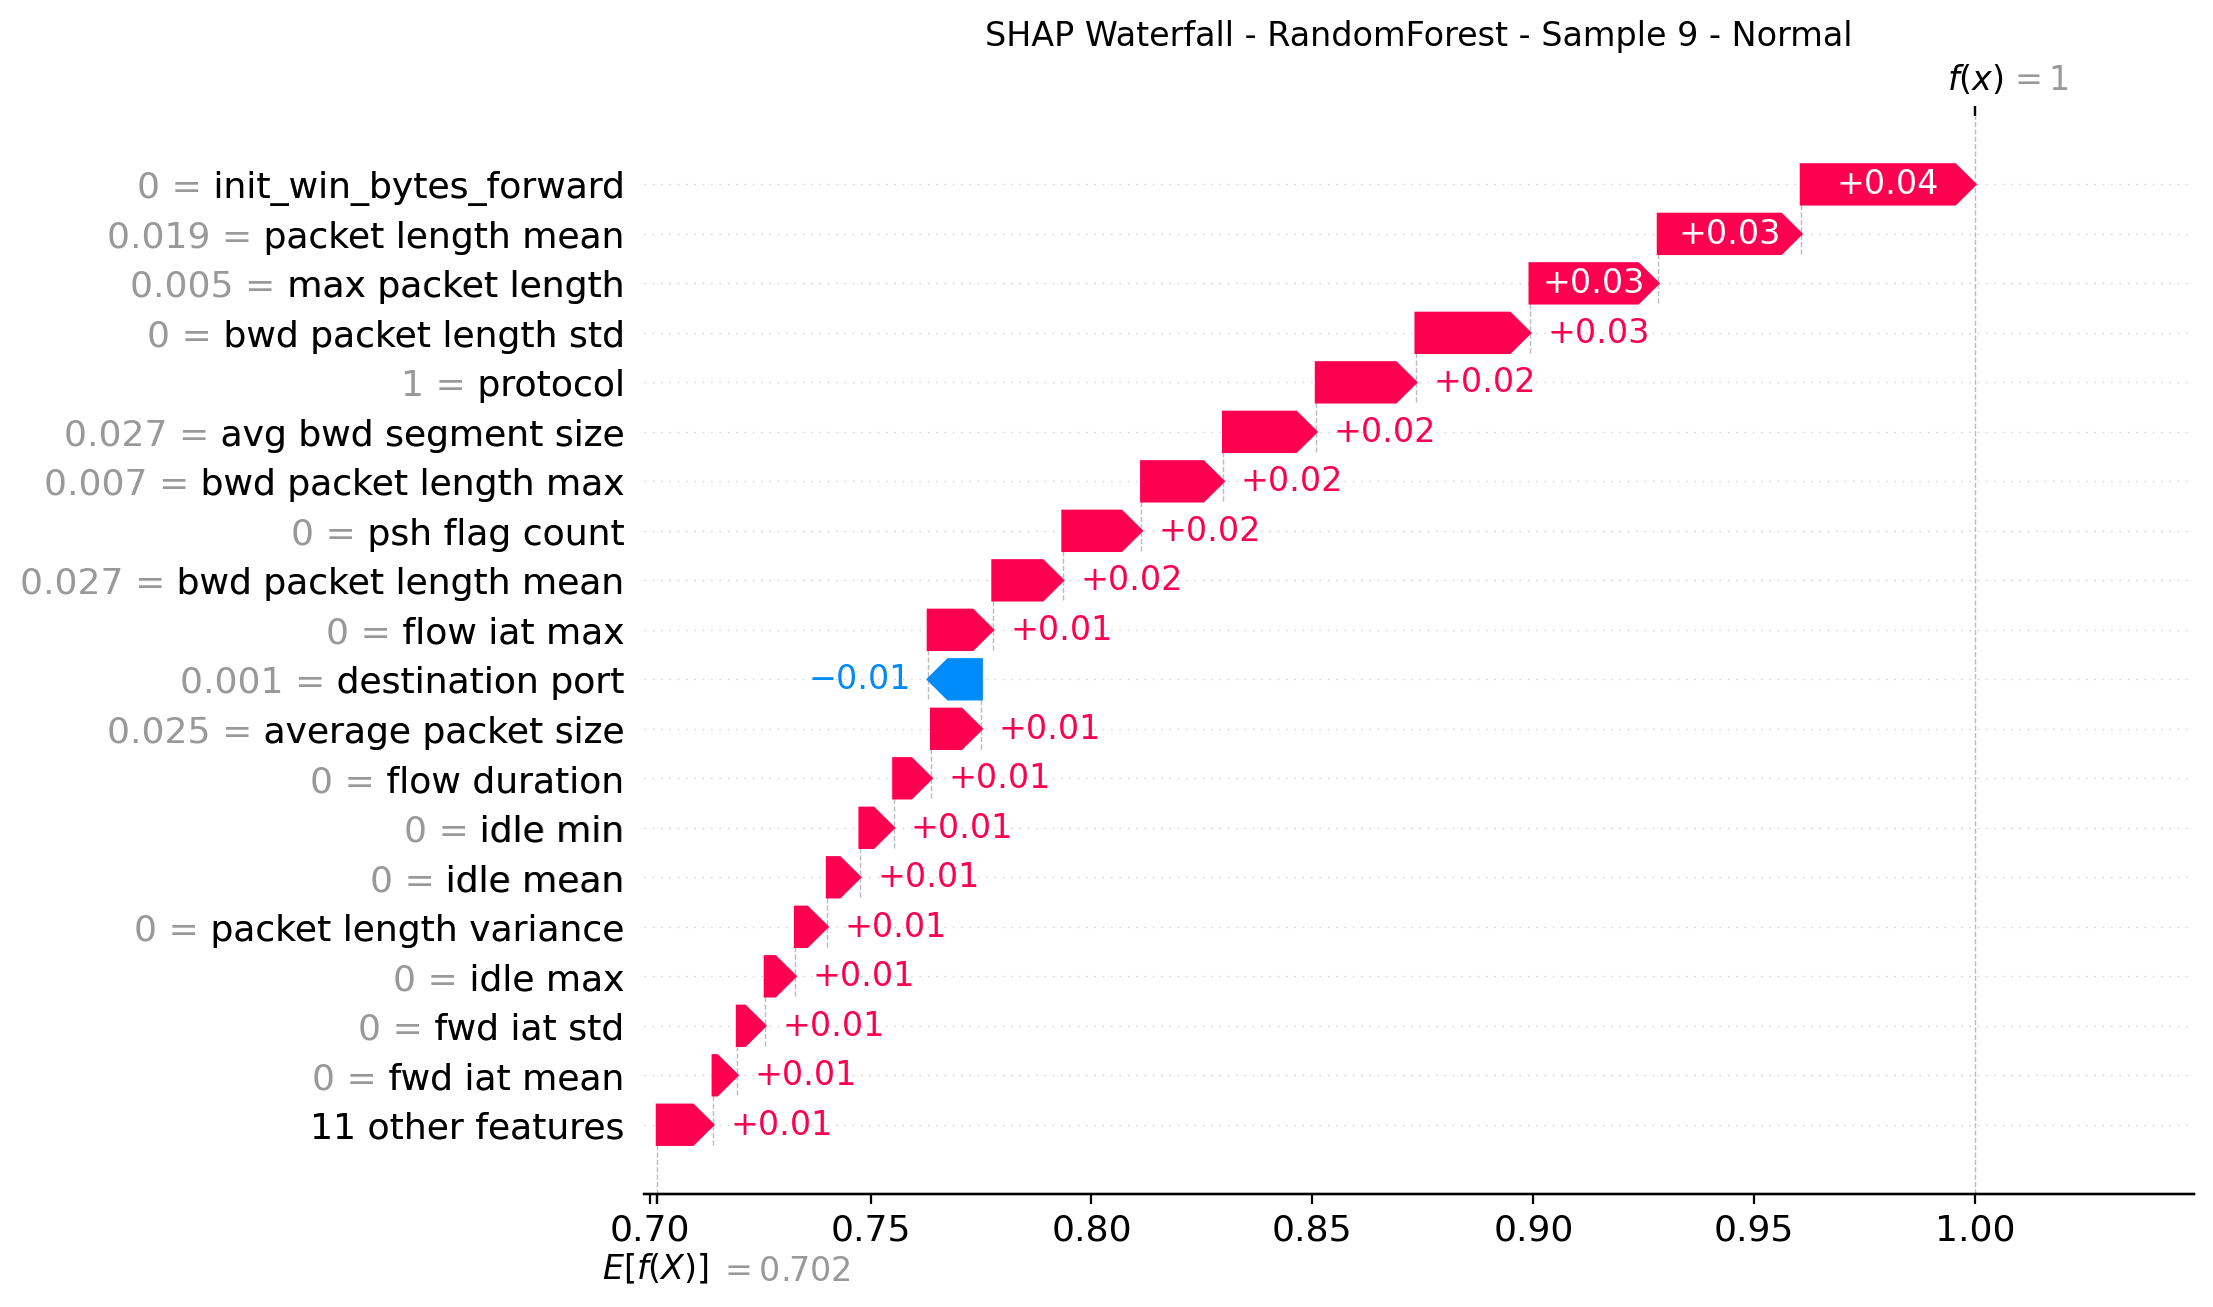 SHAP Waterfall - RandomForest - Sample 9 - Normal
f(x) = 1
0 = init_win_bytes_forward +0.04
0.019 = packet length mean +0.03
0.005 = max packet length +0.03
0 = bwd packet length std +0.03
1 = protocol +0.02
0.027 = avg bwd segment size +0.02
0.007 = bwd packet length max +0.02
0 = psh flag count +0.02
0.027 = bwd packet length mean +0.02
0 = flow iat max +0.01
0.001 = destination port −0.01
0.025 = average packet size +0.01
0 = flow duration +0.01
0 = idle min +0.01
0 = idle mean +0.01
0 = packet length variance +0.01
0 = idle max +0.01
0 = fwd iat std +0.01
0 = fwd iat mean +0.01
11 other features +0.01
0.70 0.75 0.80 0.85 0.90 0.95 1.00
E[f(X)] = 0.702